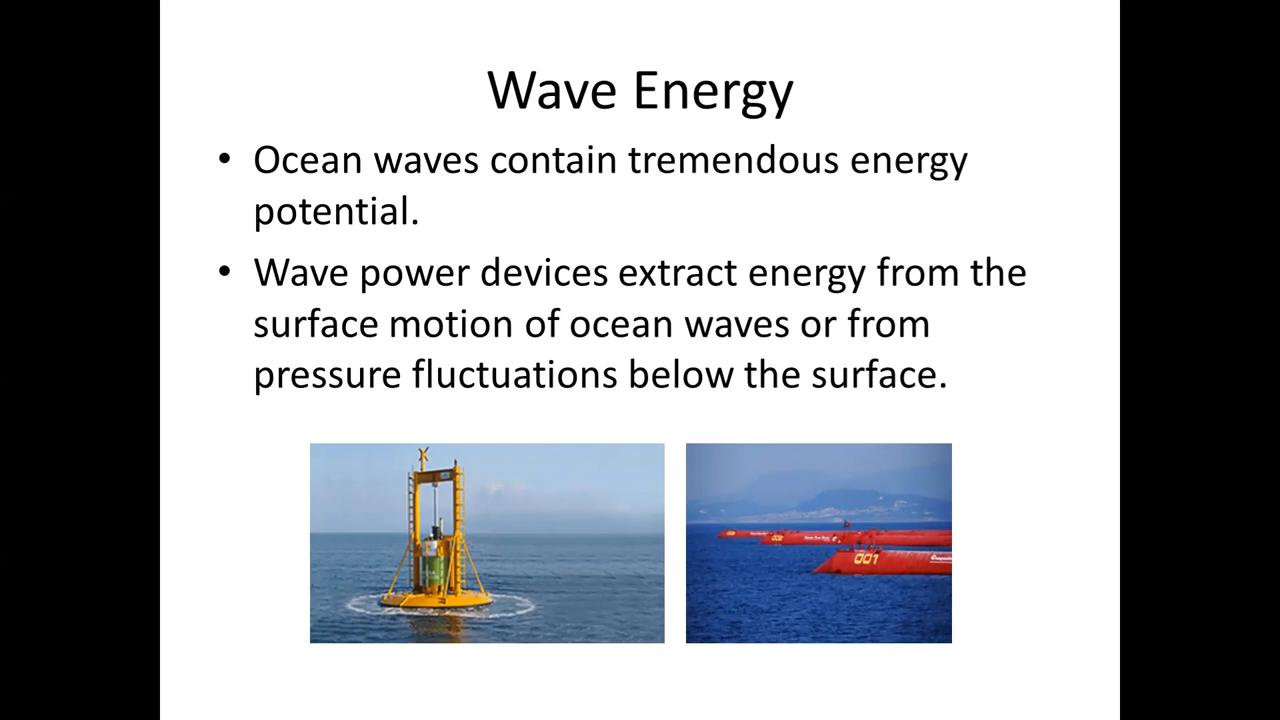 Wave Energy
• Ocean waves contain tremendous energy
potential.
• Wave power devices extract energy from the
surface motion of ocean waves or from
pressure fluctuations below the surface.
001